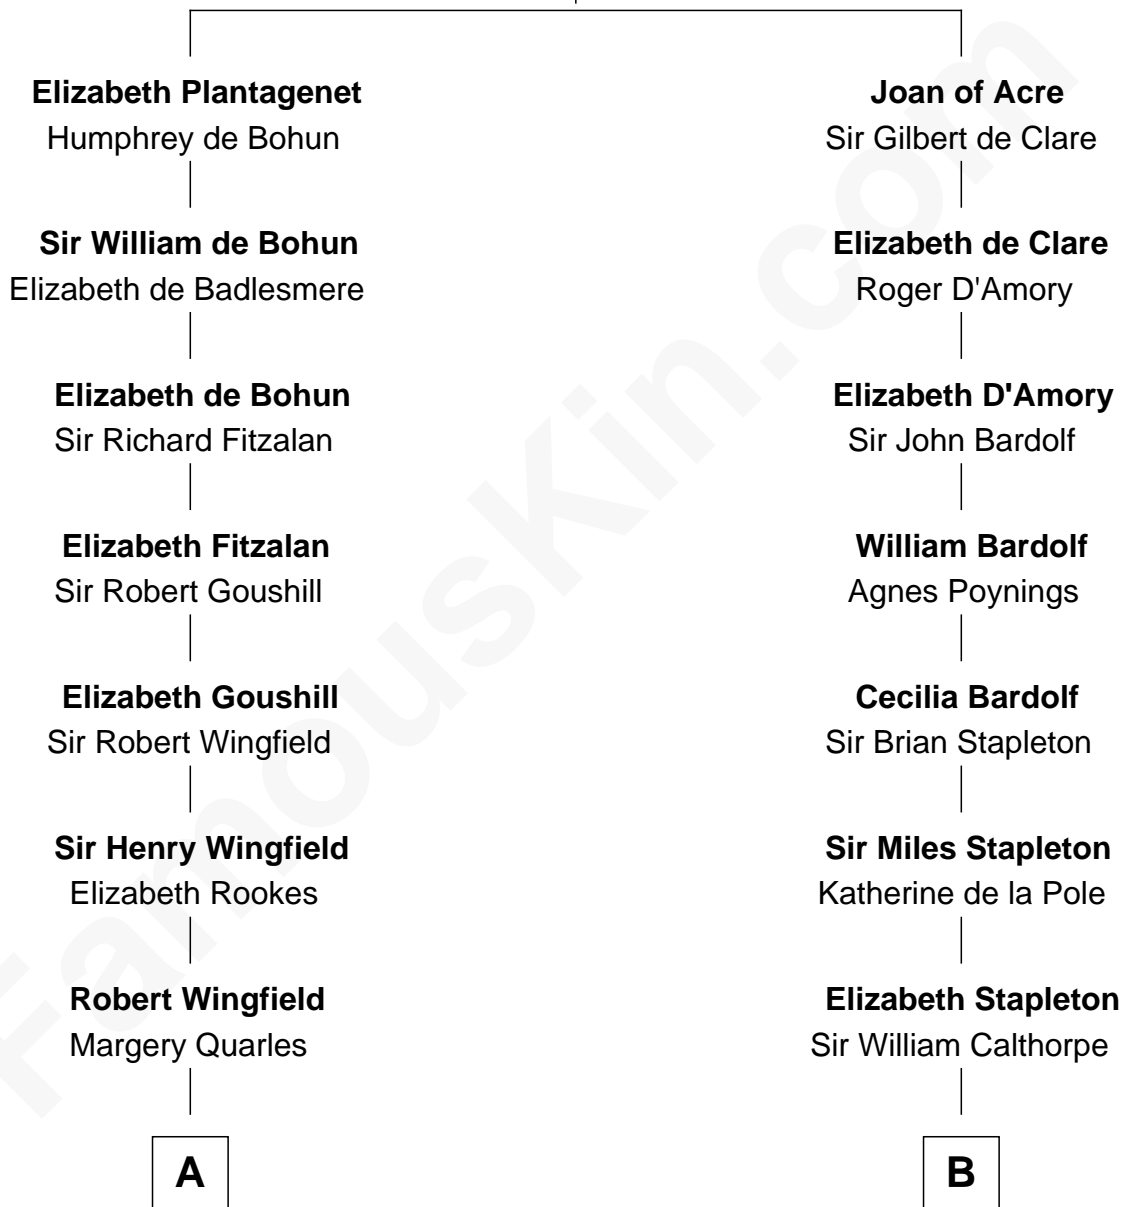 Elizabeth Plantagenet
Humphrey de Bohun
Sir William de Bohun
Elizabeth de Badlesmere
Elizabeth de Bohun
Sir Richard Fitzalan
Elizabeth Fitzalan
Sir Robert Goushill
Elizabeth Goushill
Sir Robert Wingfield
Sir Henry Wingfield
Elizabeth Rookes
Robert Wingfield
Margery Quarles
A
Joan of Acre
Sir Gilbert de Clare
Elizabeth de Clare
Roger D'Amory
Elizabeth D'Amory
Sir John Bardolf
William Bardolf
Agnes Poynings
Cecilia Bardolf
Sir Brian Stapleton
Sir Miles Stapleton
Katherine de la Pole
Elizabeth Stapleton
Sir William Calthorpe
B
FamousKin.com